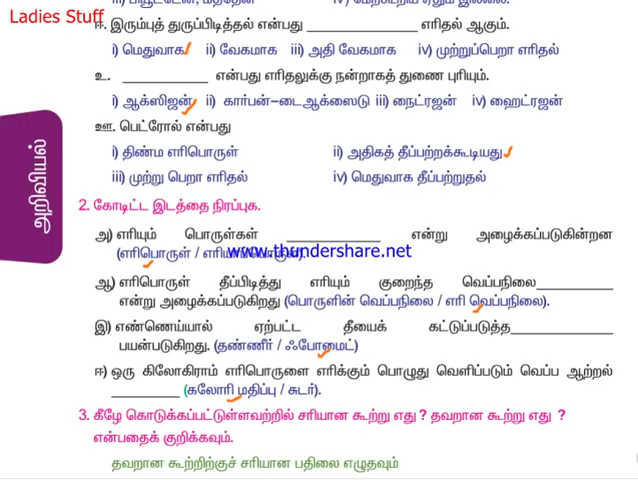 Ladies Stuff
ஈ. இரும்புத் துருப்பிடித்தல் என்பது ________________ எரிதல் ஆகும்.
i) மெதுவாக ii) வேகமாக iii) அதி வேகமாக iv) முற்றுப்பெறா எரிதல்
உ. ____________ என்பது எரிதலுக்கு நன்றாகத் துணை புரியும்.
i) ஆக்ஸிஜன் ii) கார்பன்–டைஆக்ஸைடு iii) நைட்ரஜன் iv) ஹைட்ரஜன்
ஊ. பெட்ரோல் என்பது
i) திண்ம எரிபொருள் ii) அதிகத் தீப்பற்றக்கூடியது
iii) முற்று பெறா எரிதல் iv) மெதுவாக தீப்பற்றுதல்
அறிவியல்
2. கோடிட்ட இடத்தை நிரப்புக.
அ) எரியும் பொருள்கள் _____________ என்று அழைக்கப்படுகின்றன
(எரிபொருள் /
www.thundershare.net
ஆ) எரிபொருள் தீப்பிடித்து எரியும் குறைந்த வெப்பநிலை___________
என்று அழைக்கப்படுகிறது (பொருளின் வெப்பநிலை / எரி வெப்பநிலை).
இ) எண்ணெய்யால் ஏற்பட்ட தீயைக் கட்டுப்படுத்த______________
பயன்படுகிறது. (தண்ணீர் / ஃபோமைட்)
ஈ) ஒரு கிலோகிராம் எரிபொருளை எரிக்கும் பொழுது வெளிப்படும் வெப்ப ஆற்றல்
__________ (கலோரி மதிப்பு / சுடர்).
3. கீழே கொடுக்கப்பட்டுள்ளவற்றில் சரியான கூற்று எது ? தவறான கூற்று எது ?
என்பதைக் குறிக்கவும்.
தவறான கூற்றிற்குச் சரியான பதிலை எழுதவும்